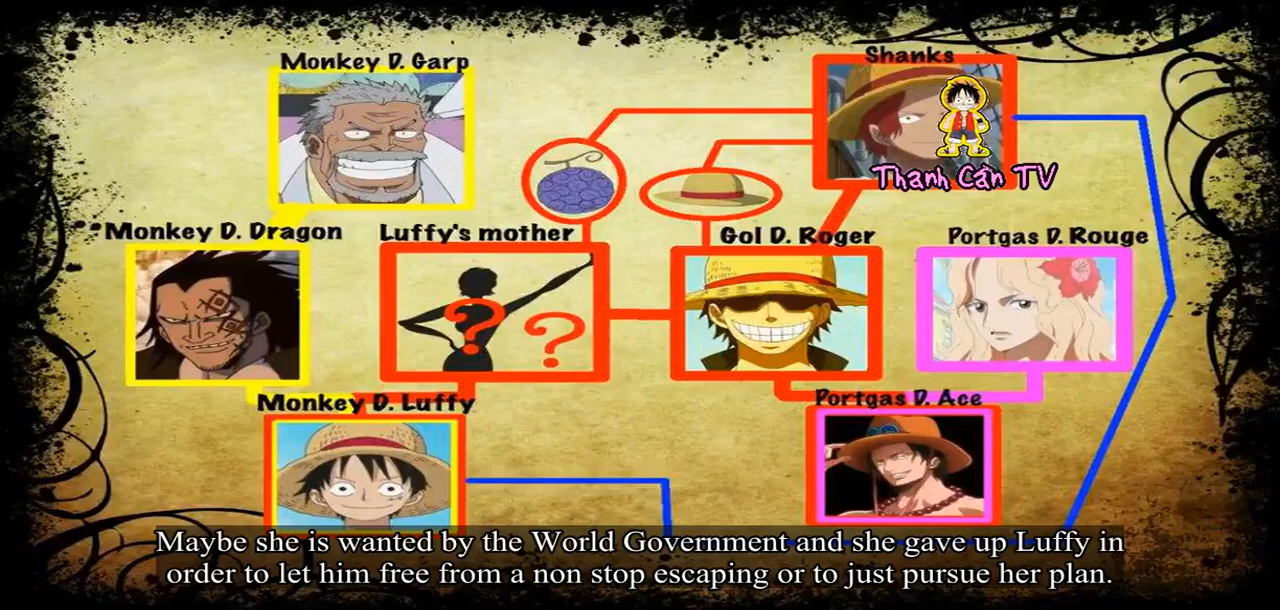 Monkey D. Garp
Shanks
Thanh Cần TV
Monkey D. Dragon
Luffy's mother
Gol D. Roger
Portgas D. Rouge
? ?
Monkey D. Luffy
Portgas D. Ace
Maybe she is wanted by the World Government and she gave up Luffy in
order to let him free from a non stop escaping or to just pursue her plan.